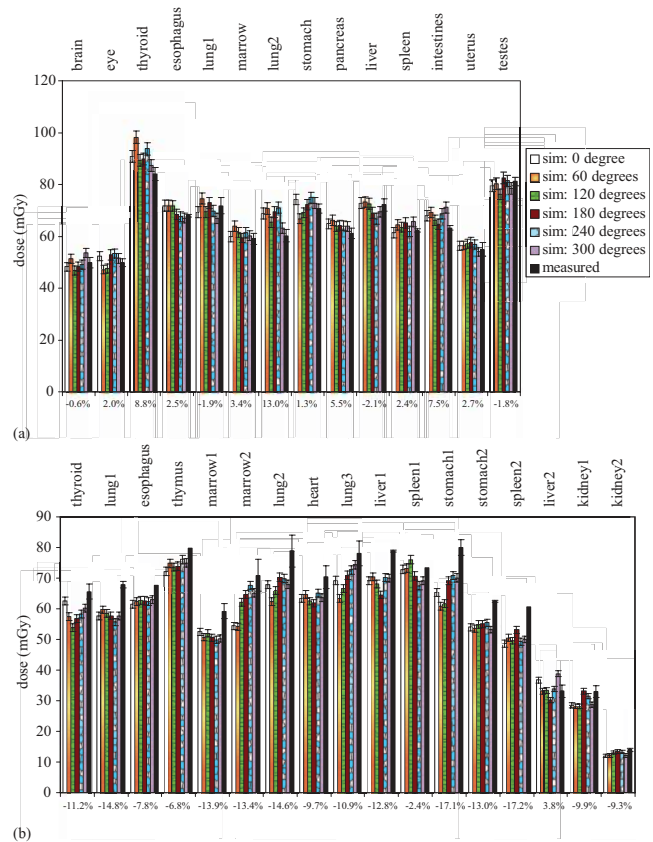 brain
eye
thyroid
esophagus
lung1
marrow
lung2
stomach
pancreas
liver
spleen
intestines
uterus
testes
120
100
80
60
40
20
0
dose (mGy)
sim: 0 degree
sim: 60 degrees
sim: 120 degrees
sim: 180 degrees
sim: 240 degrees
sim: 300 degrees
measured
-0.6% 2.0% 8.8% 2.5% -1.9% 3.4% 13.0% 1.3% 5.5% -2.1% 2.4% 7.5% 2.7% -1.8%
(a)
thyroid
lung1
esophagus
thymus
marrow1
marrow2
lung2
heart
lung3
liver1
spleen1
stomach1
stomach2
spleen2
liver2
kidney1
kidney2
90
80
70
60
50
40
30
20
10
0
dose (mGy)
-11.2% -14.8% -7.8% -6.8% -13.9% -13.4% -14.6% -9.7% -10.9% -12.8% -2.4% -17.1% -13.0% -17.2% 3.8% -9.9% -9.3%
(b)